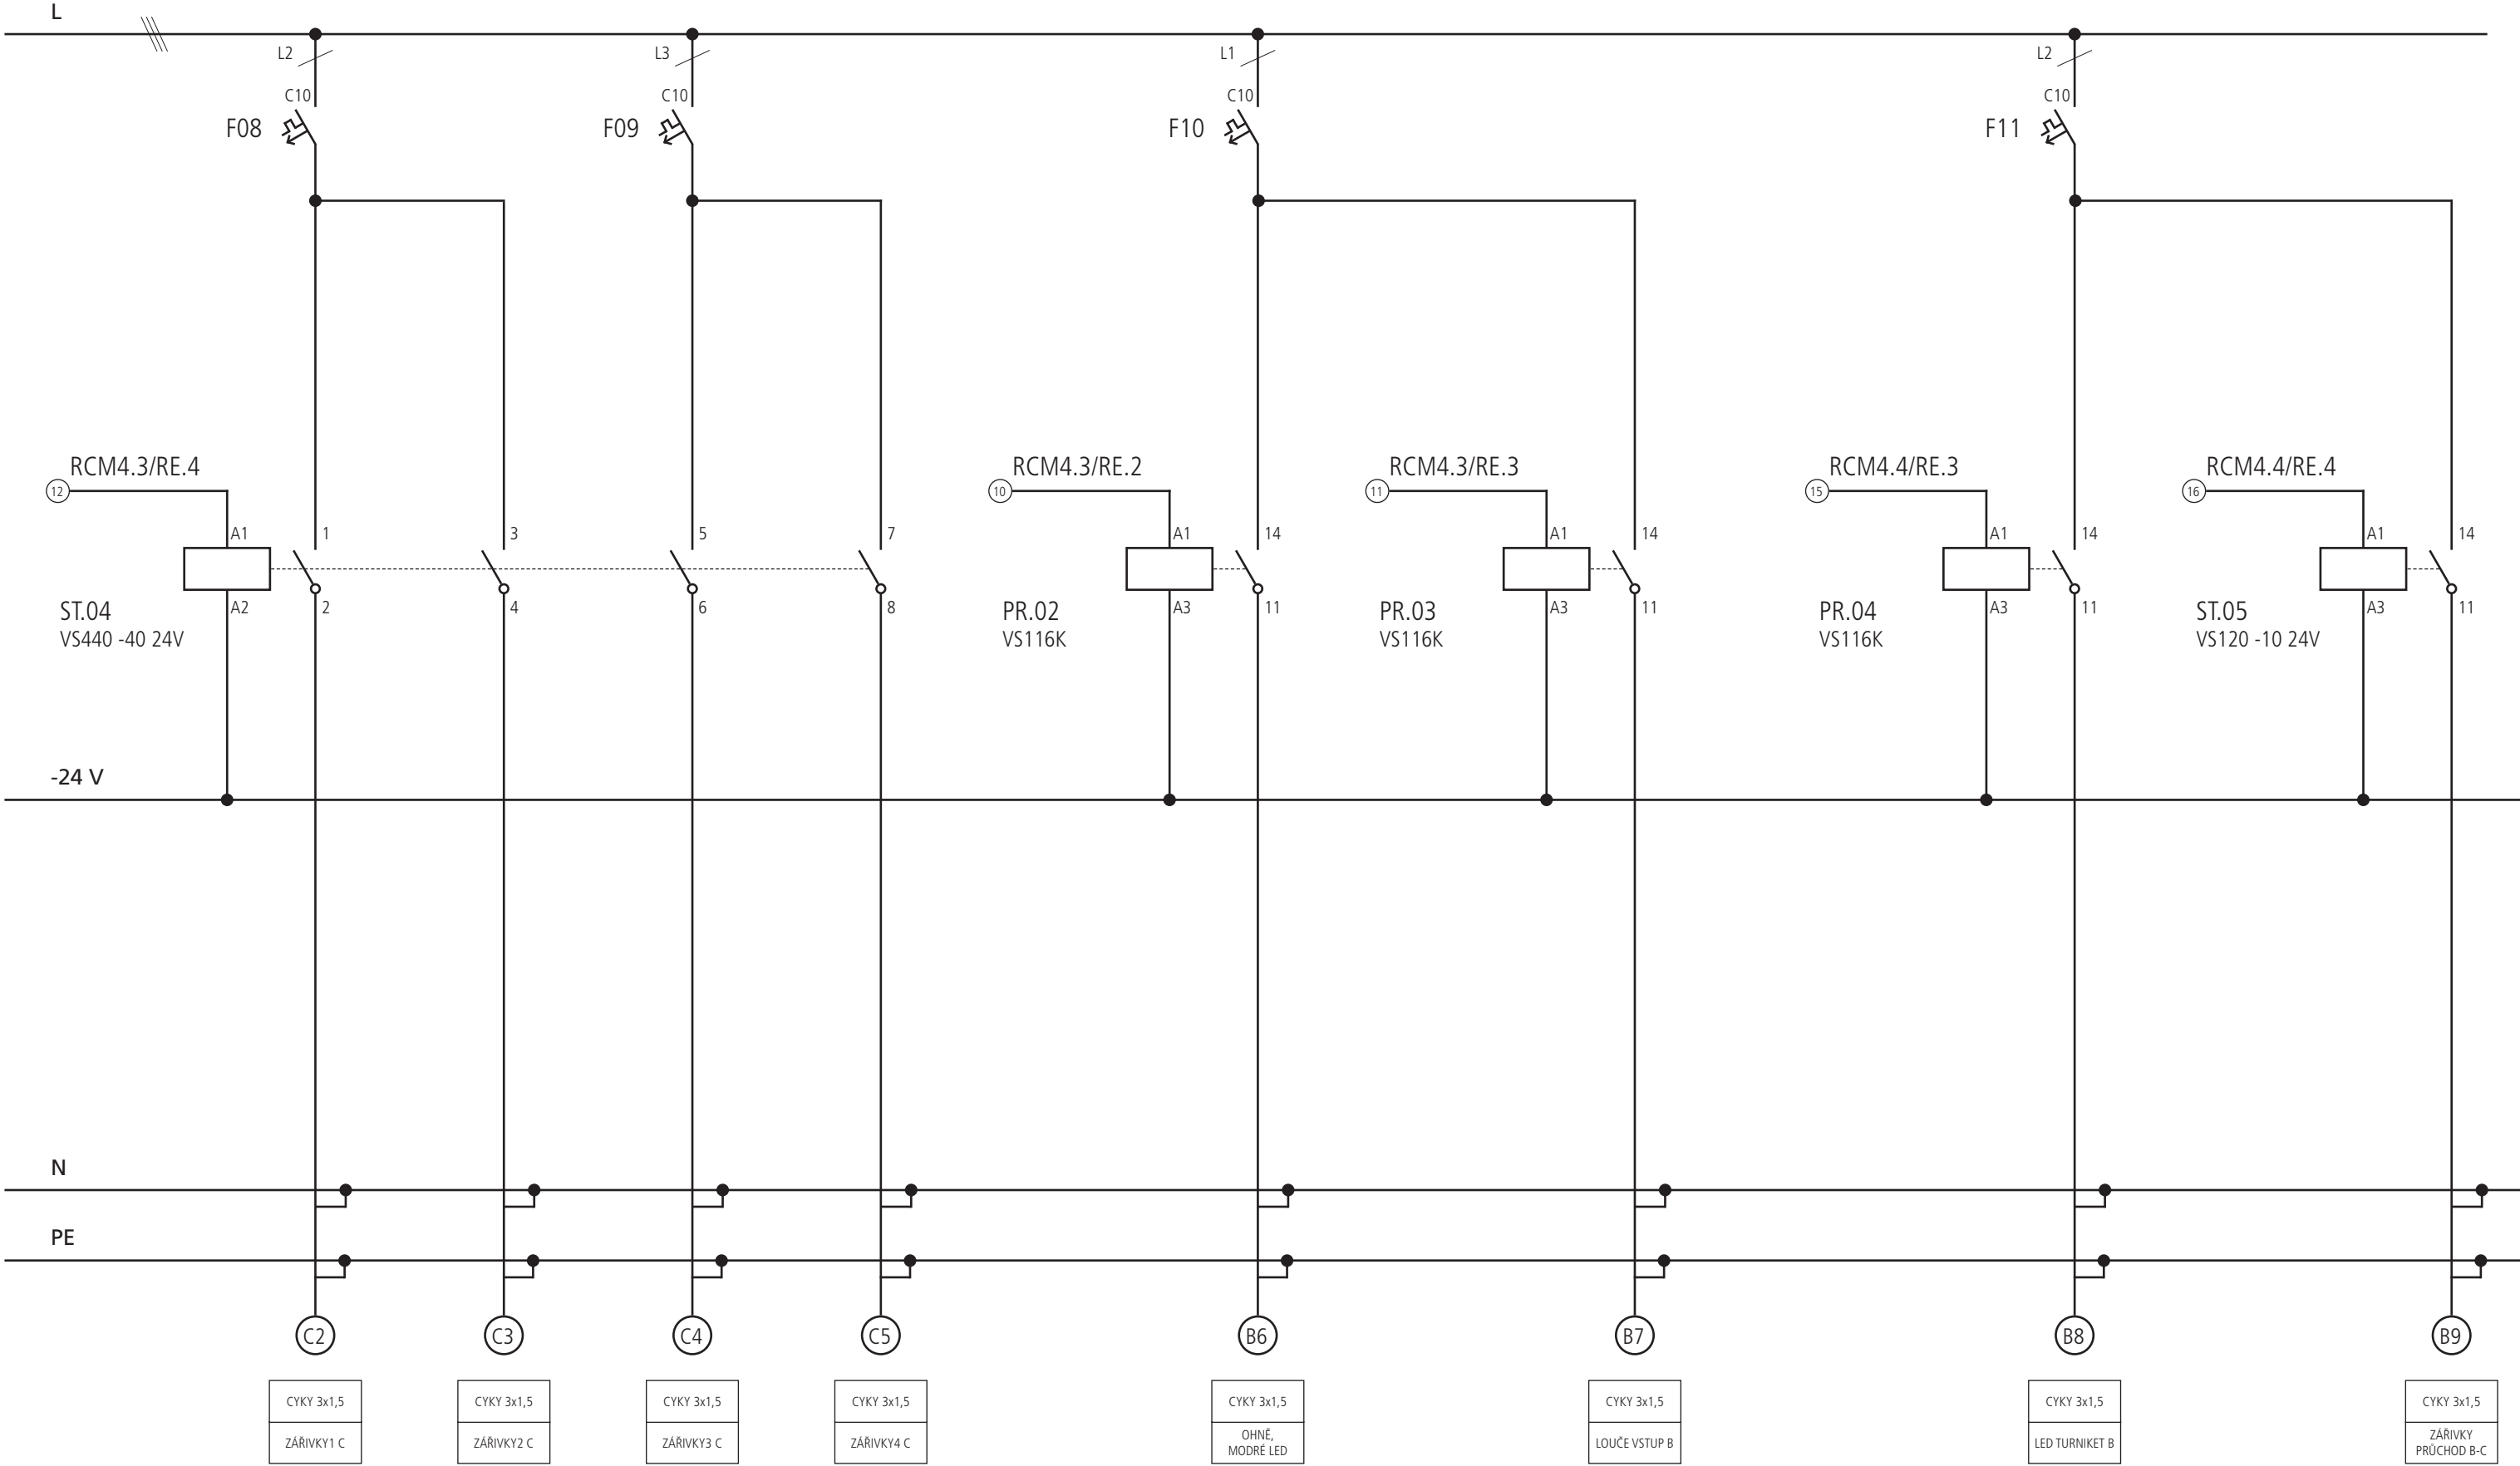 L
L2
L3
L1
L2
C10
C10
C10
C10
F08
F09
F10
F11
RCM4.3/RE.4
RCM4.3/RE.2
RCM4.3/RE.3
RCM4.4/RE.3
RCM4.4/RE.4
12
10
11
15
16
A1
1
3
5
7
A1
14
A1
14
A1
14
A1
14
A2
2
4
6
8
A3
11
A3
11
A3
11
A3
11
ST.04
VS440 -40 24V
PR.02
VS116K
PR.03
VS116K
PR.04
VS116K
ST.05
VS120 -10 24V
-24 V
N
PE
C2
C3
C4
C5
B6
B7
B8
B9
CYKY 3x1,5
CYKY 3x1,5
CYKY 3x1,5
CYKY 3x1,5
CYKY 3x1,5
CYKY 3x1,5
CYKY 3x1,5
CYKY 3x1,5
ZÁŘIVKY1 C
ZÁŘIVKY2 C
ZÁŘIVKY3 C
ZÁŘIVKY4 C
OHNĚ,
MODRÉ LED
LOUČE VSTUP B
LED TURNIKET B
ZÁŘIVKY
PRŮCHOD B-C